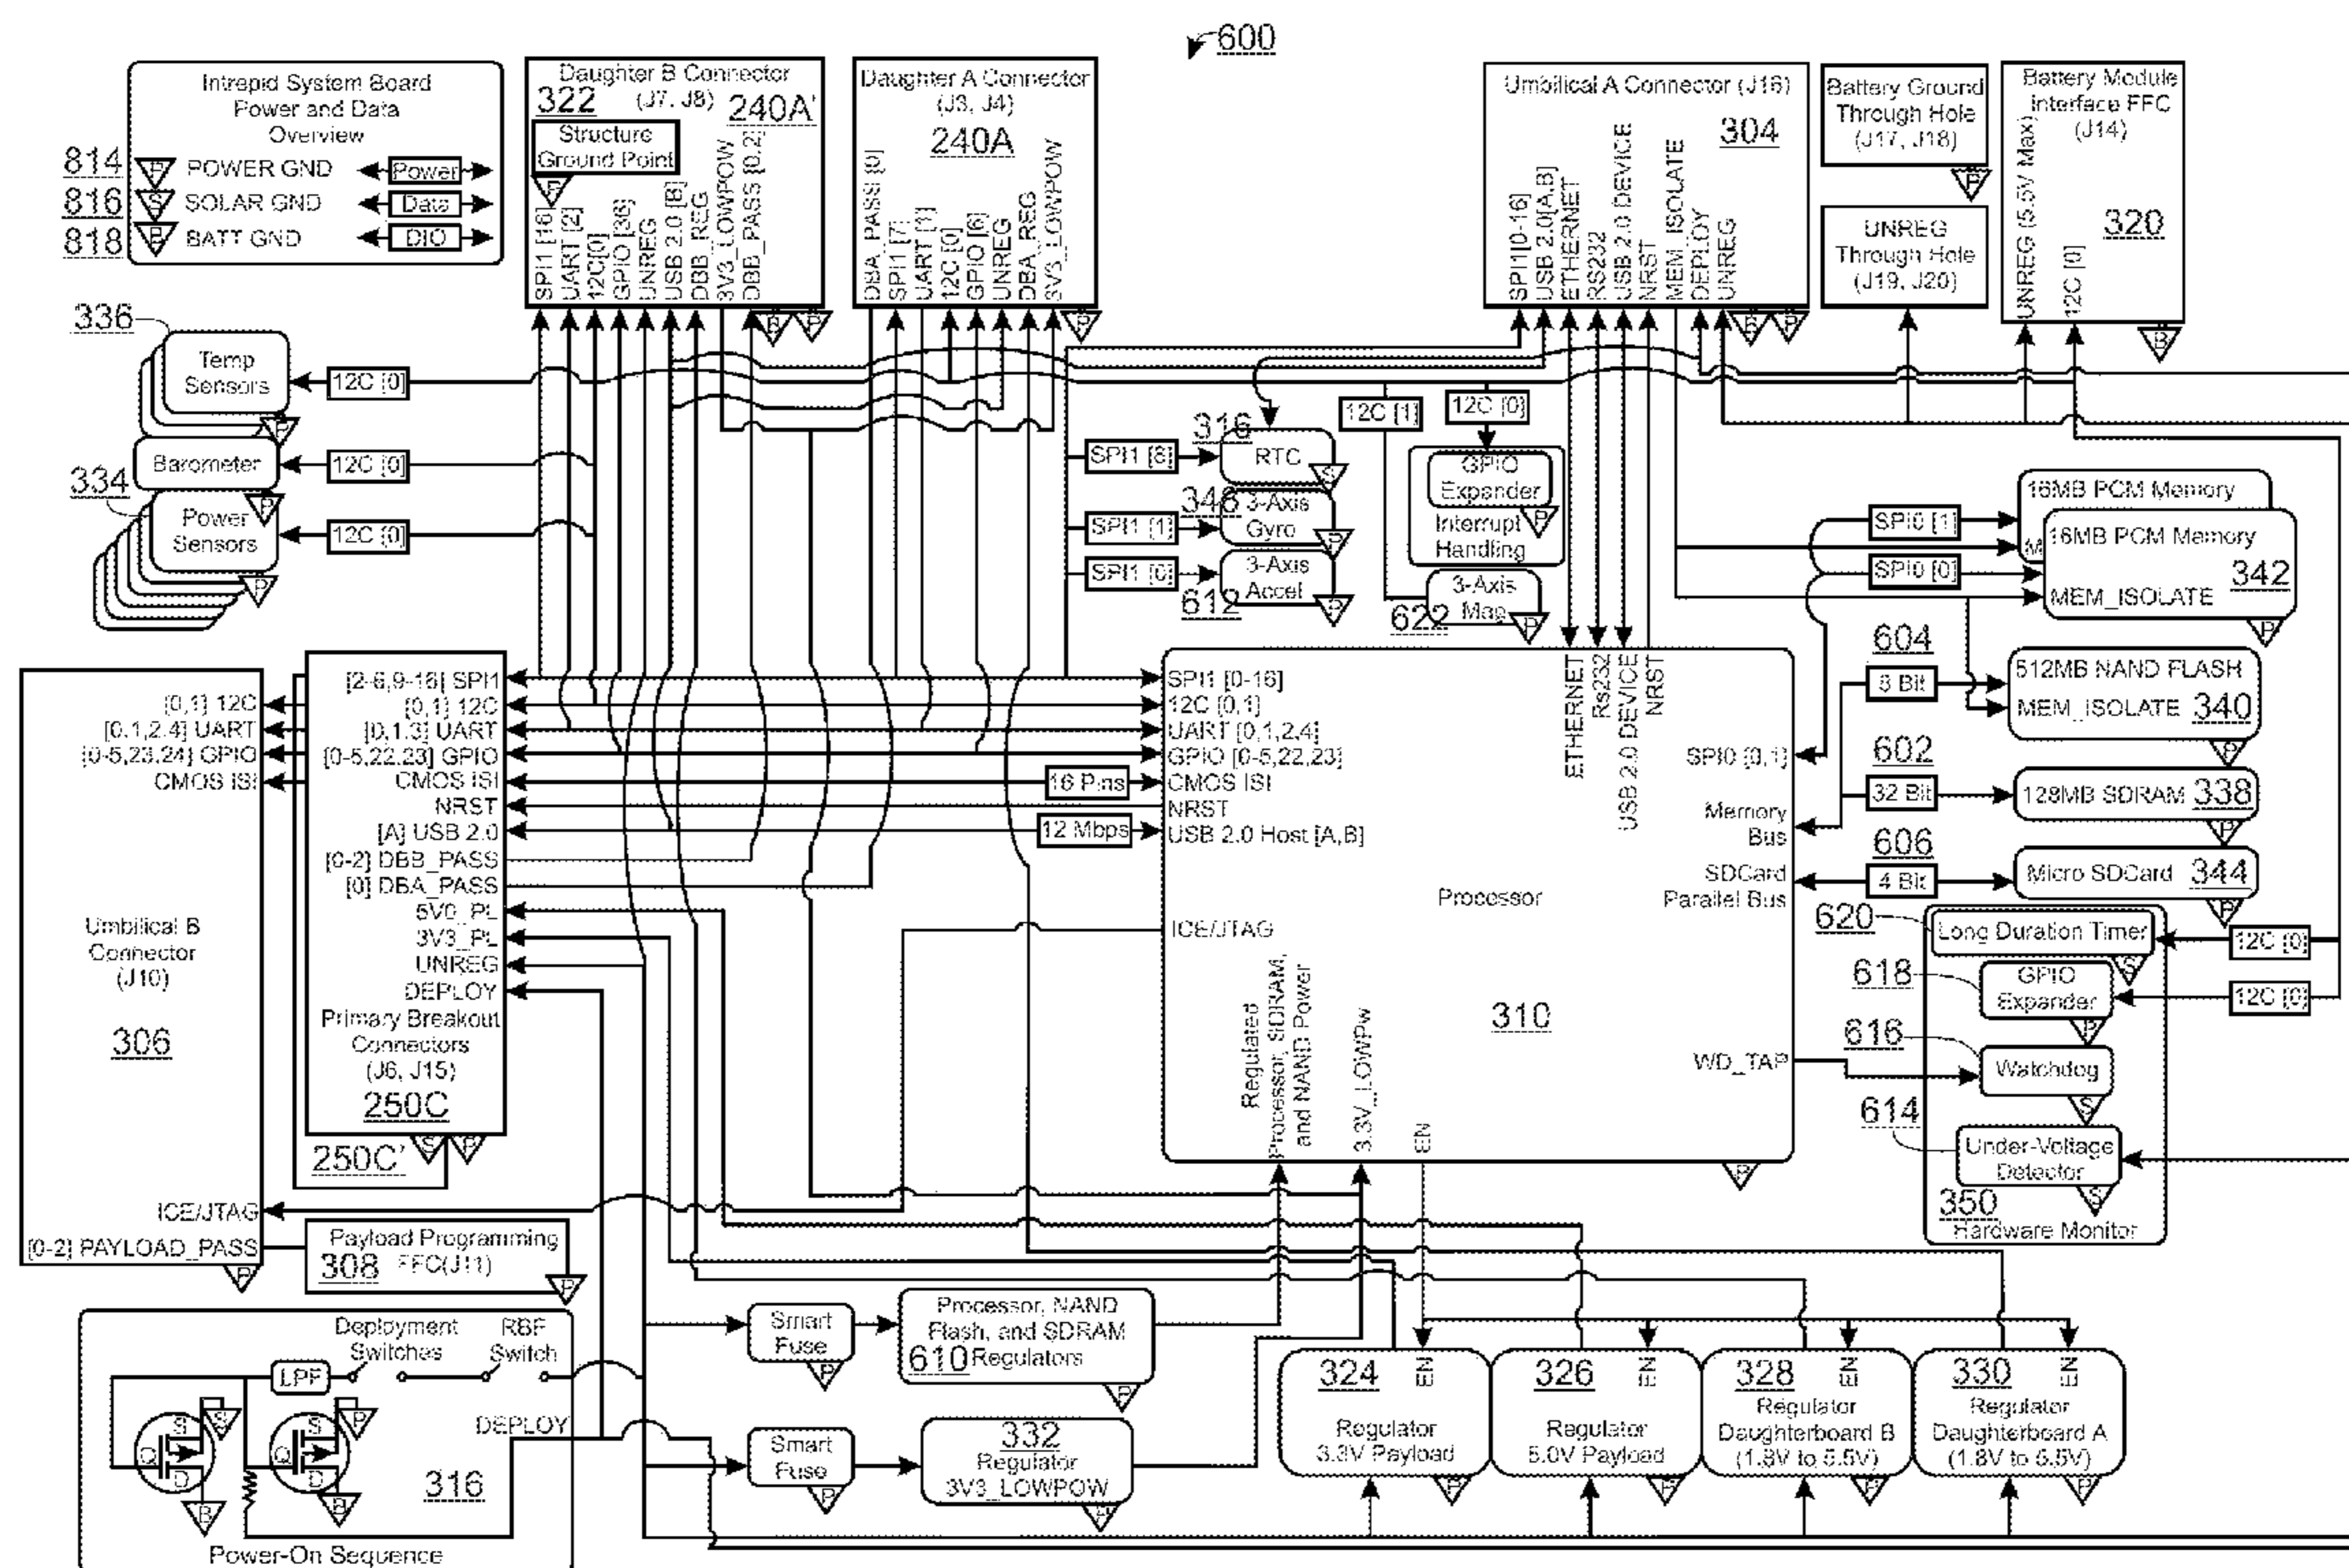 600
Intrepid System Board
Power and Data
Overview
814 POWER GND Power
816 SOLAR GND Data
818 BATT GND DIO
Daughter B Connector
322 (J7, J8) 240A'
Structure
Ground Point
SPI1 [16]
UART [2]
12C[0]
GPIO [36]
UNREG
USB 2.0 [B]
DBB_REG
3V3_LOWPOW
DBB_PASS [0,2]
Daughter A Connector
(J3, J4)
240A
DBA_PASS [0]
SPI1 [7]
UART [1]
12C [0]
GPIO [6]
UNREG
DBA_REG
3V3_LOWPOW
Umbilical A Connector (J16)
304
SPI1[0-16]
USB 2.0[A,B]
ETHERNET
RS232
USB 2.0 DEVICE
NRST
MEM_ISOLATE
DEPLOY
UNREG
Battery Ground
Through Hole
(J17, J18)
UNREG
Through Hole
(J19, J20)
Battery Module
Interface FFC
(J14)
320
UNREG (5.5V Max)
12C [0]
336
Temp
Sensors
12C [0]
Barometer
12C [0]
334
Power
Sensors
12C [0]
SPI1 [8]
316
RTC
SPI1 [1]
346
3-Axis
Gyro
SPI1 [0]
3-Axis
Accel
612
12C [1]
12C [0]
GPIO
Expander
Interrupt
Handling
3-Axis
Mag
622
16MB PCM Memory
M
SPI0 [1]
16MB PCM Memory
SPI0 [0]
342
MEM_ISOLATE
604
8 Bit
512MB NAND FLASH
MEM_ISOLATE 340
602
32 Bit
128MB SDRAM 338
606
4 Bit
Micro SDCard 344
Umbilical B
Connector
(J10)
306
[0,1] 12C
[0,1,2.4] UART
[0-5,23,24] GPIO
CMOS ISI
ICE/JTAG
[0-2] PAYLOAD_PASS
[2-6,9-16] SPI1
[0,1] 12C
[0,1.3] UART
[0-5,22,23] GPIO
CMOS ISI
NRST
[A] USB 2.0
[0-2] DBB_PASS
[0] DBA_PASS
5V0_PL
3V3_PL
UNREG
DEPLOY
Primary Breakout
Connectors
(J6, J15)
250C
250C'
16 Pins
12 Mbps
SPI1 [0-16]
12C [0,1]
UART [0,1,2,4]
GPIO [0-5,22,23]
CMOS ISI
NRST
USB 2.0 Host [A,B]
ICE/JTAG
ETHERNET
Rs232
USB 2.0 DEVICE
NRST
SPI0 [0,1]
Memory
Bus
SDCard
Parallel Bus
Processor
310
WD_TAP
Regulated
Processor, SDRAM,
and NAND Power
3.3V_LOWPw
EN
620
Long Duration Timer
12C [0]
618
GPIO
Expander
12C [0]
616
Watchdog
614
Under-Voltage
Detector
350
Hardware Monitor
Payload Programming
308 FFC(J11)
Deployment
Switches
RBF
Switch
LPF
DEPLOY
S
Q
D
S
Q
D
316
Power-On Sequence
Smart
Fuse
Processor, NAND
Flash, and SDRAM
610 Regulators
Smart
Fuse
332
Regulator
3V3_LOWPOW
324 EN
Regulator
3.3V Payload
326 EN
Regulator
5.0V Payload
328 EN
Regulator
Daughterboard B
(1.8V to 5.5V)
330 EN
Regulator
Daughterboard A
(1.8V to 5.5V)